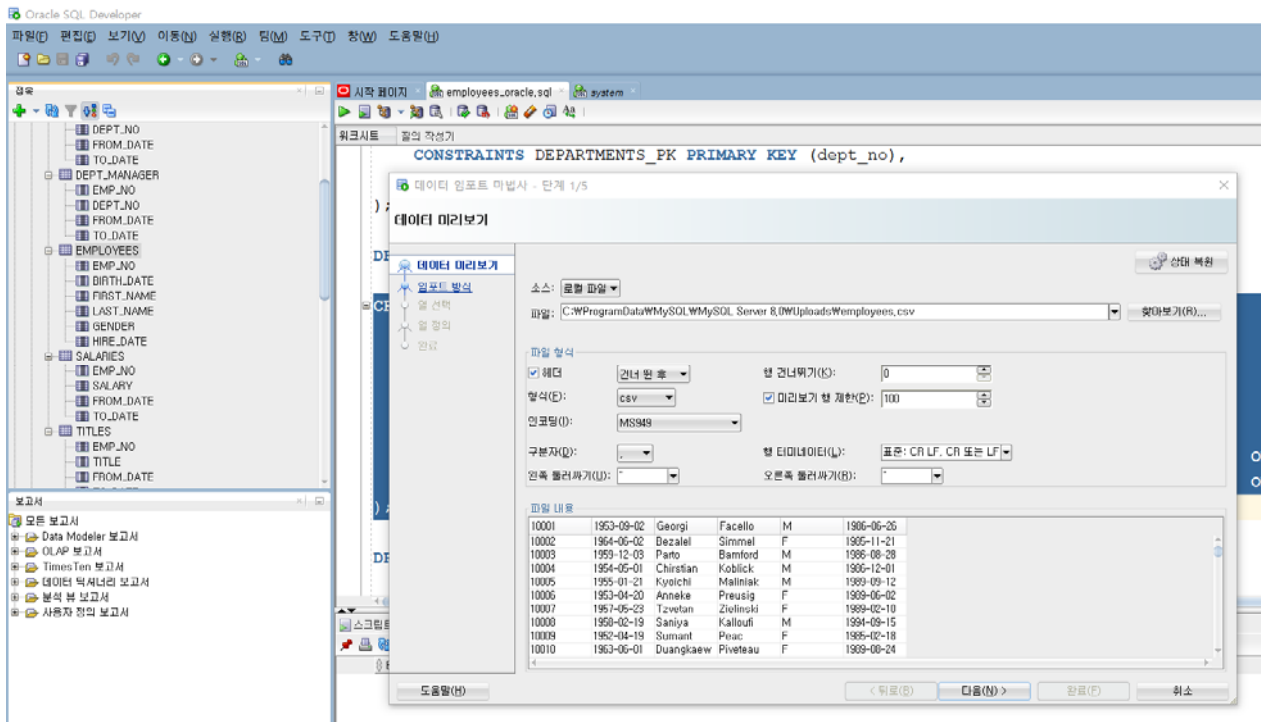 Oracle SQL Developer
파일(F) 편집(E) 보기(V) 이동(N) 실행(R) 팀(M) 도구(T) 창(W) 도움말(H)
접속
DEPT_NO
FROM_DATE
TO_DATE
DEPT_MANAGER
EMP_NO
DEPT_NO
FROM_DATE
TO_DATE
EMPLOYEES
EMP_NO
BIRTH_DATE
FIRST_NAME
LAST_NAME
GENDER
HIRE_DATE
SALARIES
EMP_NO
SALARY
FROM_DATE
TO_DATE
TITLES
EMP_NO
TITLE
FROM_DATE
보고서
모든 보고서
Data Modeler 보고서
OLAP 보고서
TimesTen 보고서
데이터 딕셔너리 보고서
분석 뷰 보고서
사용자 정의 보고서
시작 페이지 employees_oracle.sql system
워크시트 질의 작성기
CONSTRAINTS DEPARTMENTS_PK PRIMARY KEY (dept_no),
데이터 임포트 마법사 - 단계 1/5
데이터 미리보기
데이터 미리보기
임포트 방식
열 선택
열 정의
완료
상태 복원
소스: 로컬 파일
파일: C:₩ProgramData₩MySQL₩MySQL Server 8.0₩Uploads₩employees.csv 찾아보기(R)...
파일 형식
헤더 건너 뛴 후 행 건너뛰기(K): 0
형식(F): csv 미리보기 행 제한(P): 100
인코딩(I): MS949
구분자(D): , 행 터미네이터(L): 표준: CR LF, CR 또는 LF
왼쪽 둘러싸기(U): " 오른쪽 둘러싸기(R): "
파일 내용
10001 1953-09-02 Georgi Facello M 1986-06-26
10002 1964-06-02 Bezalel Simmel F 1985-11-21
10003 1959-12-03 Parto Bamford M 1986-08-28
10004 1954-05-01 Chirstian Koblick M 1986-12-01
10005 1955-01-21 Kyoichi Maliniak M 1989-09-12
10006 1953-04-20 Anneke Preusig F 1989-06-02
10007 1957-05-23 Tzvetan Zielinski F 1989-02-10
10008 1958-02-19 Saniya Kalloufi M 1994-09-15
10009 1952-04-19 Sumant Peac F 1985-02-18
10010 1963-06-01 Duangkaew Piveteau F 1989-08-24
도움말(H) < 뒤로(B) 다음(N) > 완료(F) 취소